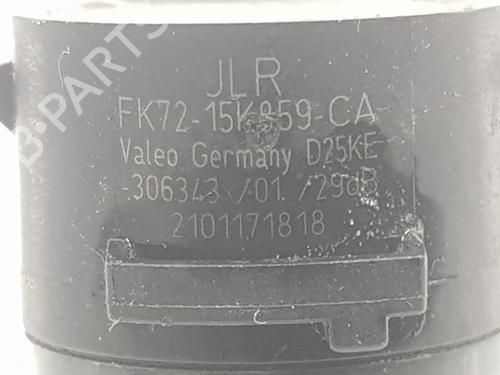 JLR
FK72-15K859-CA
Valeo Germany D25KE
-306343 /01 /29dB
2101171818
B-PARTS